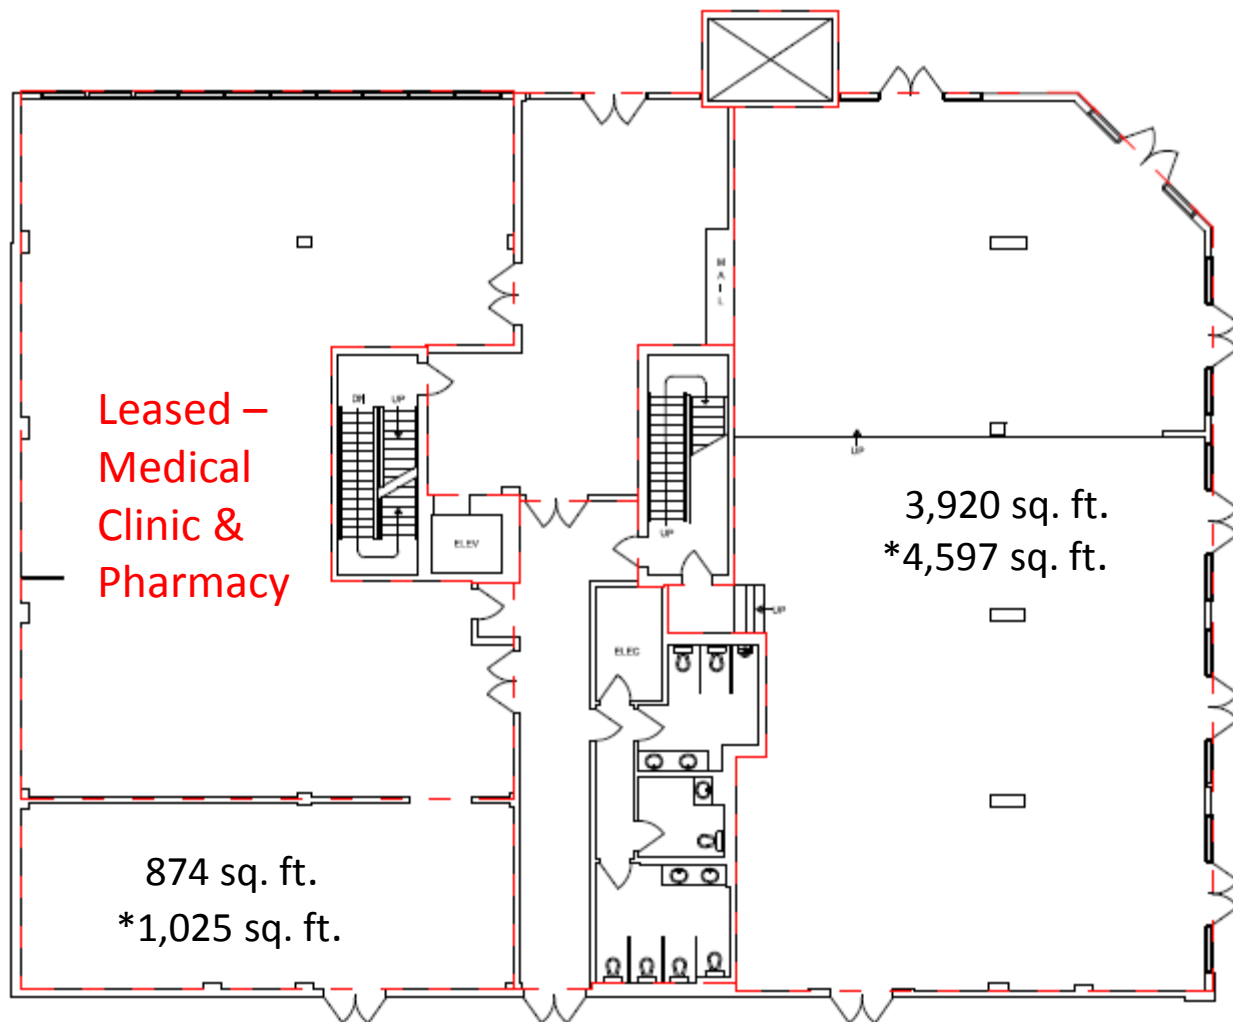 MAIL
Leased –
Medical
Clinic &
Pharmacy
DN UP
UP
3,920 sq. ft.
*4,597 sq. ft.
ELEV
UP
UP
ELEC
874 sq. ft.
*1,025 sq. ft.